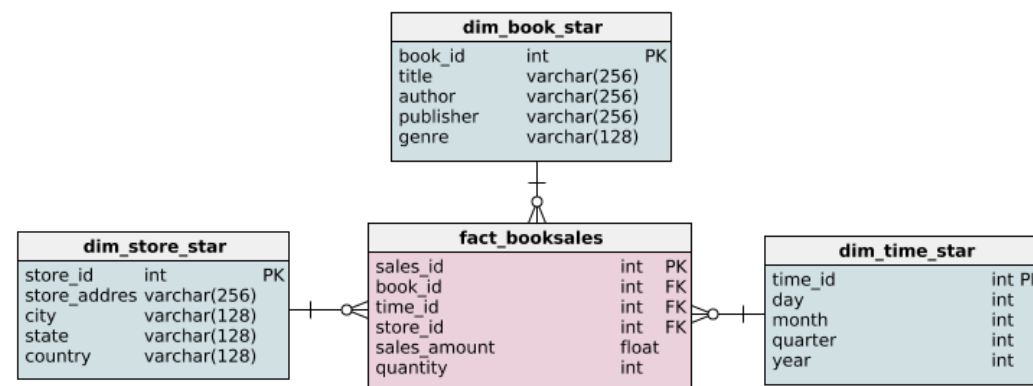 dim_book_star
book_id int PK
title varchar(256)
author varchar(256)
publisher varchar(256)
genre varchar(128)
dim_store_star
store_id int PK
store_addres varchar(256)
city varchar(128)
state varchar(128)
country varchar(128)
fact_booksales
sales_id int PK
book_id int FK
time_id int FK
store_id int FK
sales_amount float
quantity int
dim_time_star
time_id int PK
day int
month int
quarter int
year int